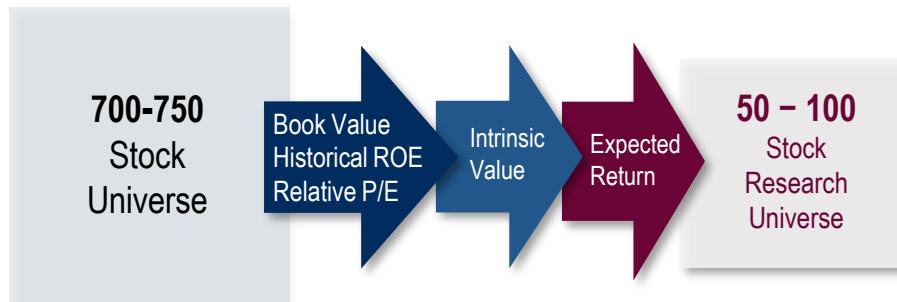 700-750
Stock
Universe
Book Value
Historical ROE
Relative P/E
Intrinsic
Value
Expected
Return
50 – 100
Stock
Research
Universe